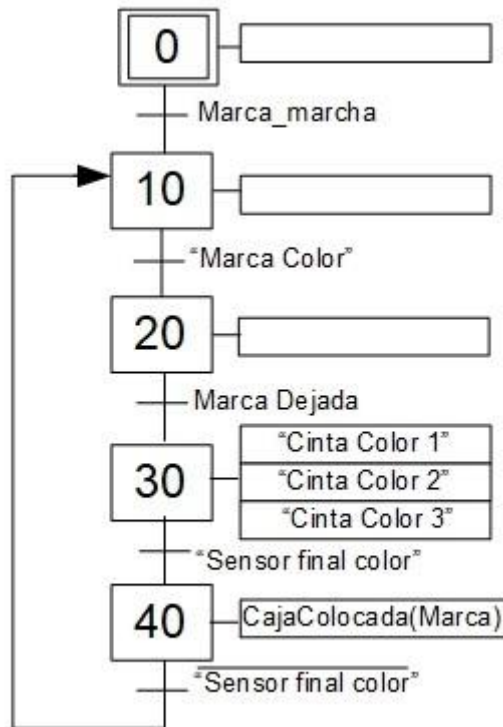 0
Marca_marcha
10
“Marca Color”
20
Marca Dejada
30
“Cinta Color 1”
“Cinta Color 2”
“Cinta Color 3”
“Sensor final color”
40
CajaColocada(Marca)
“Sensor final color”